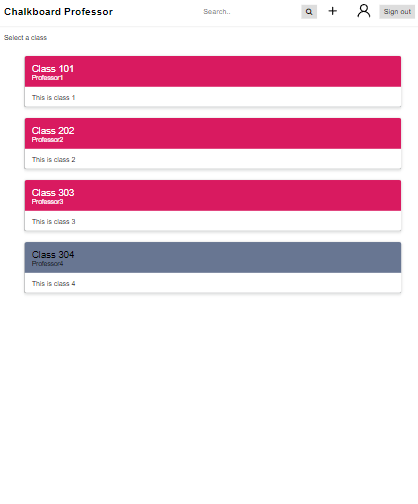 Chalkboard Professor
Search..
Sign out
Select a class
Class 101
Professor1
This is class 1
Class 202
Professor2
This is class 2
Class 303
Professor3
This is class 3
Class 304
Professor4
This is class 4